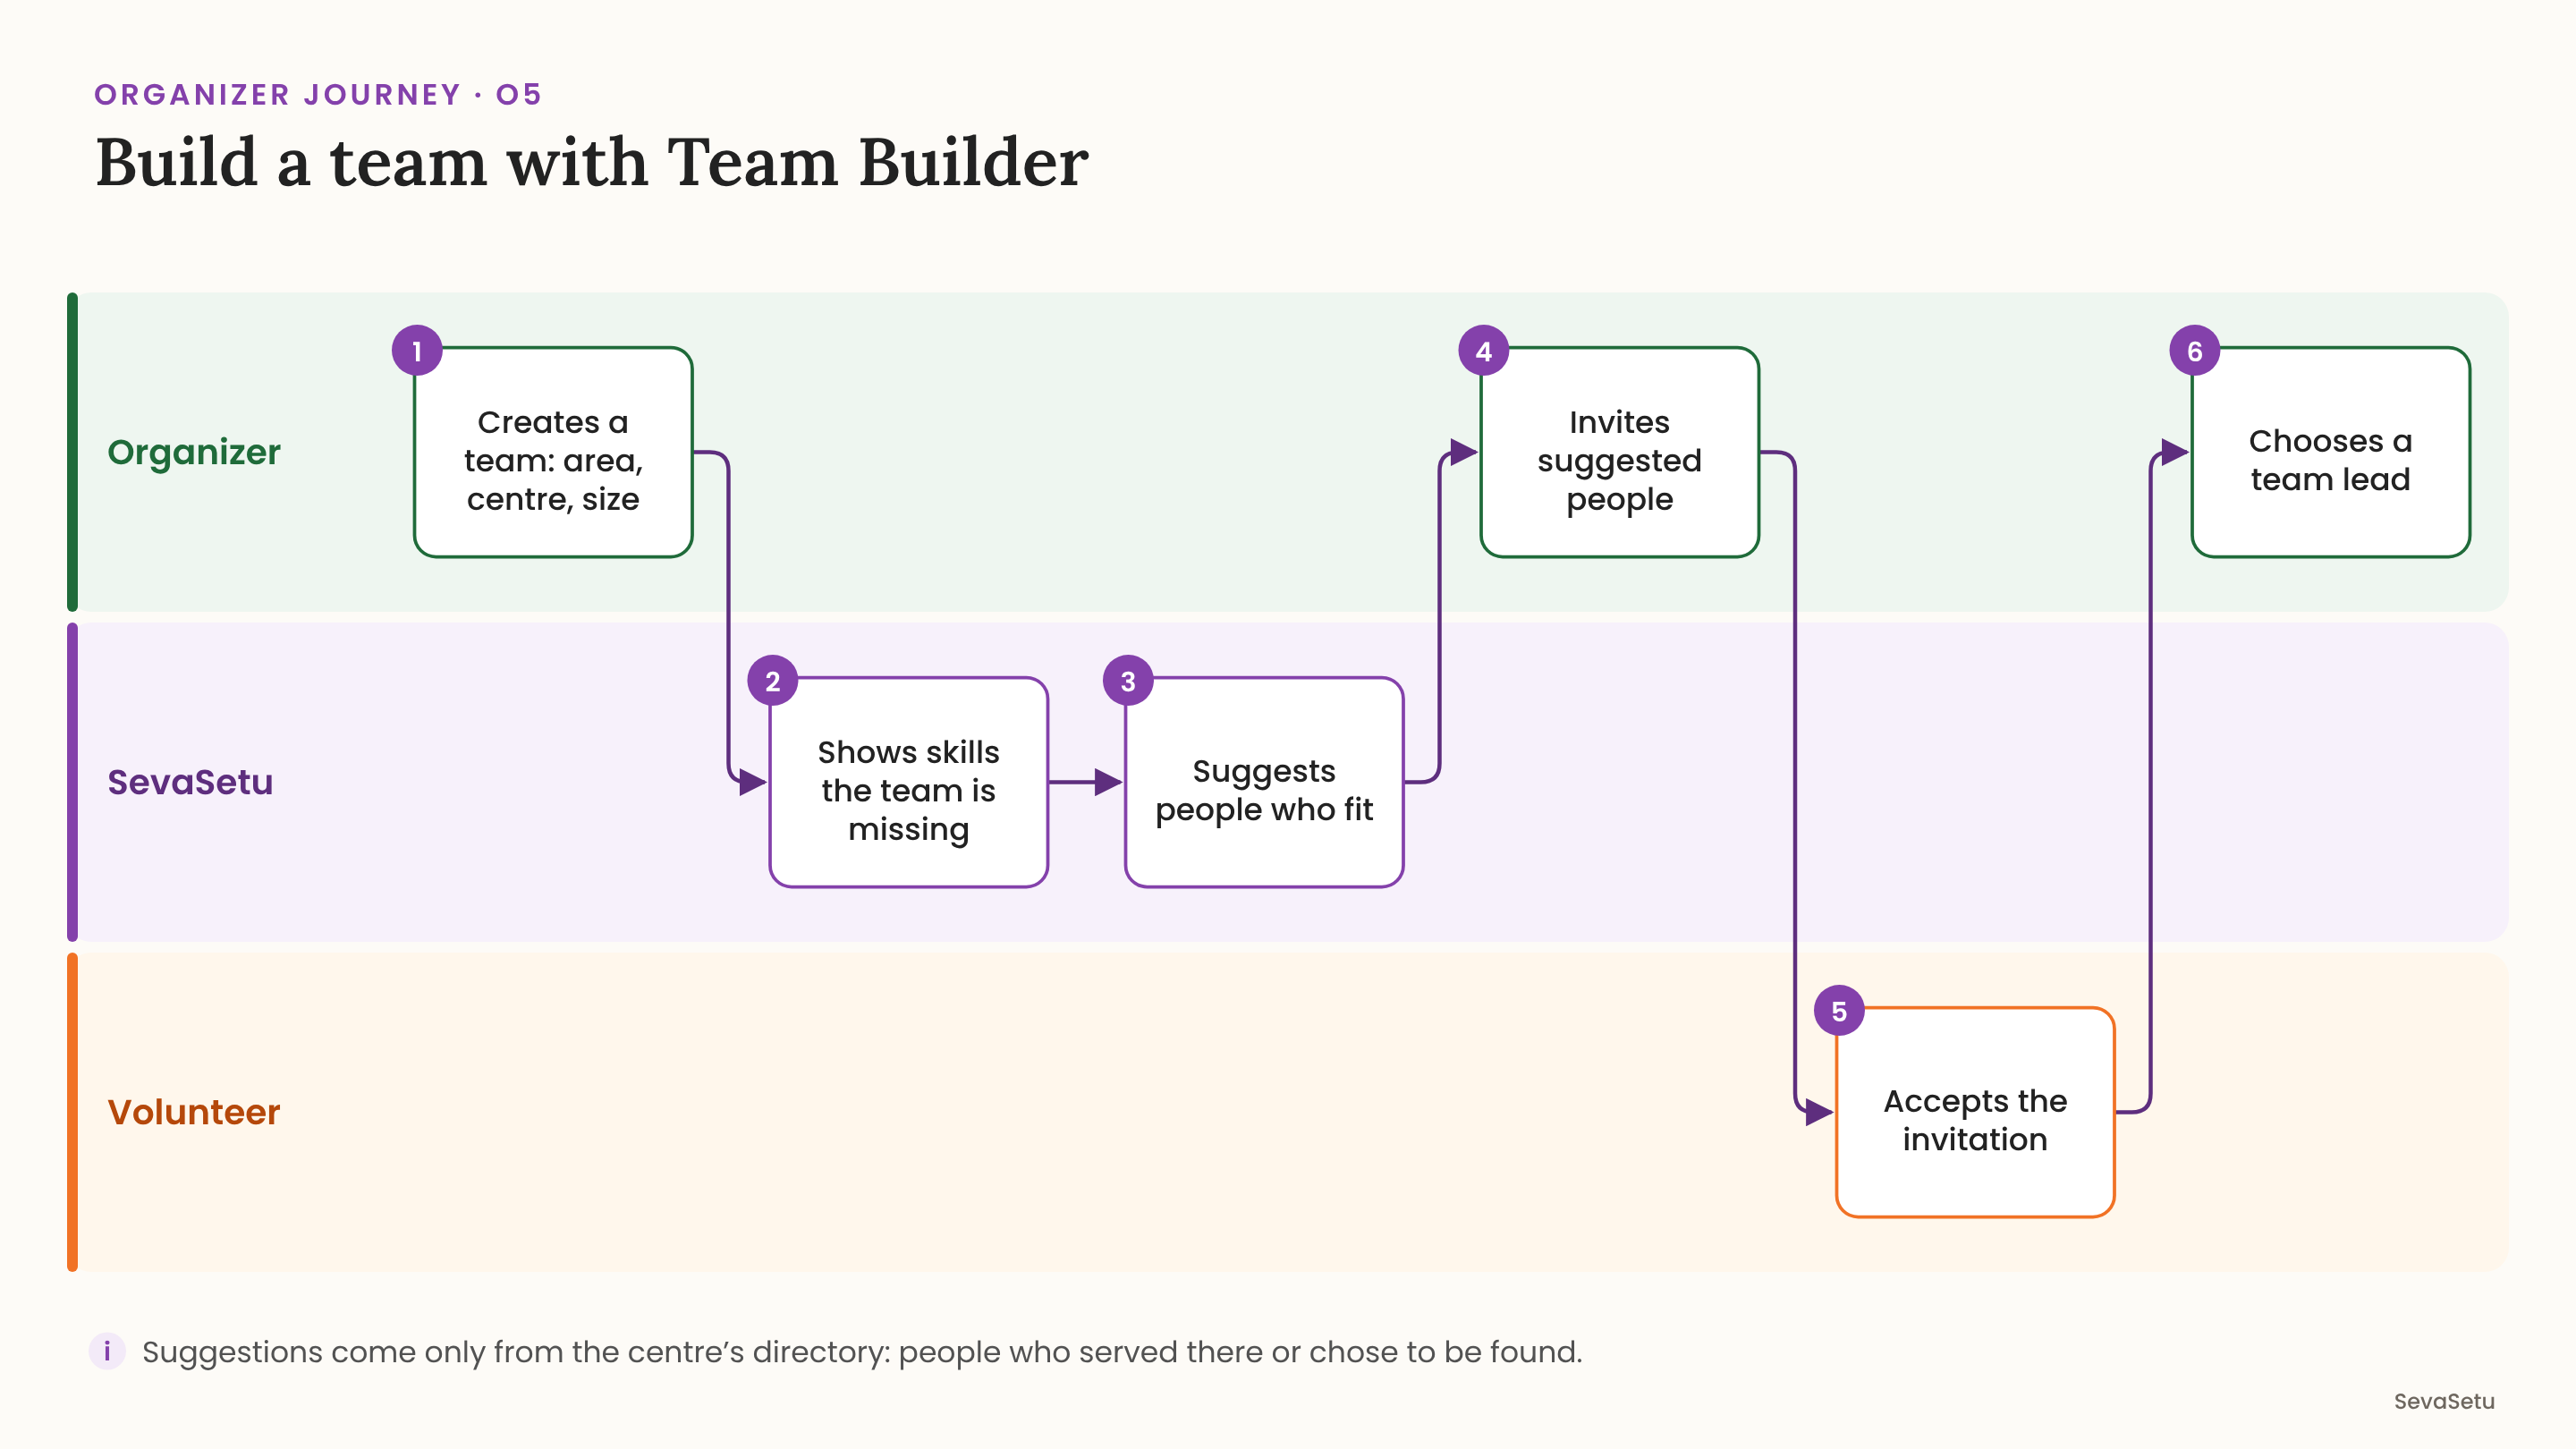 ORGANIZER JOURNEY · O5
Build a team with Team Builder
Organizer
1
Creates a
team: area,
centre, size
4
Invites
suggested
people
6
Chooses a
team lead
SevaSetu
2
Shows skills
the team is
missing
3
Suggests
people who fit
Volunteer
5
Accepts the
invitation
i Suggestions come only from the centre’s directory: people who served there or chose to be found.
SevaSetu